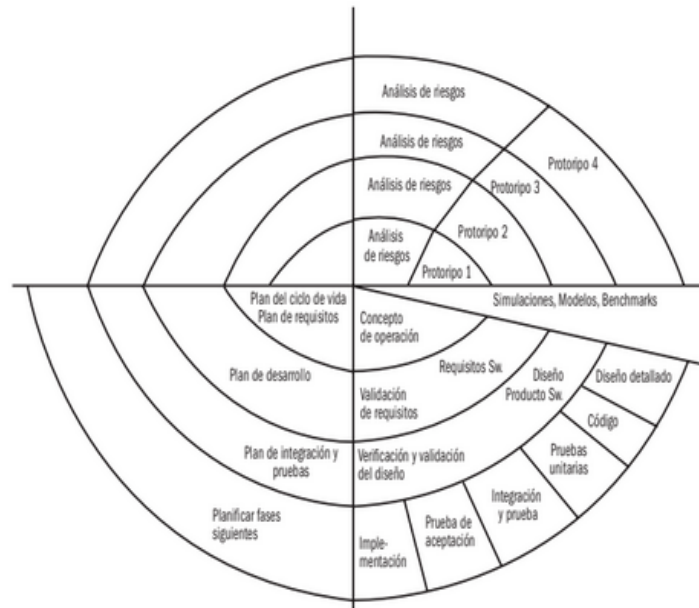 Análisis de riesgos
Análisis de riesgos
Análisis de riesgos
Análisis
de riesgos
Protoripo 1
Protoripo 2
Protoripo 3
Protoripo 4
Simulaciones, Modelos, Benchmarks
Plan del ciclo de vida
Plan de requisitos
Concepto
de operación
Plan de desarrollo
Requisitos Sw.
Validación
de requisitos
Diseño
Producto Sw.
Diseño detallado
Código
Pruebas
unitarias
Plan de integración y
pruebas
Verificación y validación
del diseño
Integración
y prueba
Planificar fases
siguientes
Prueba de
aceptación
Imple-
mentación